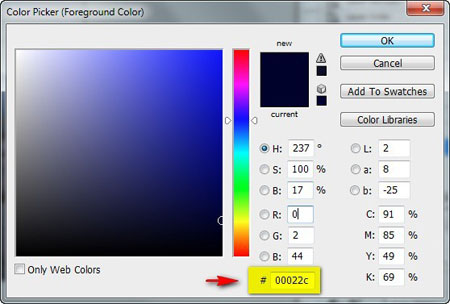 Color Picker (Foreground Color)
new
current
OK
Cancel
Add To Swatches
Color Libraries
H: 237 °
S: 100 %
B: 17 %
R: 0
G: 2
B: 44
L: 2
a: 8
b: -25
C: 91 %
M: 85 %
Y: 49 %
K: 69 %
Only Web Colors
# 00022c